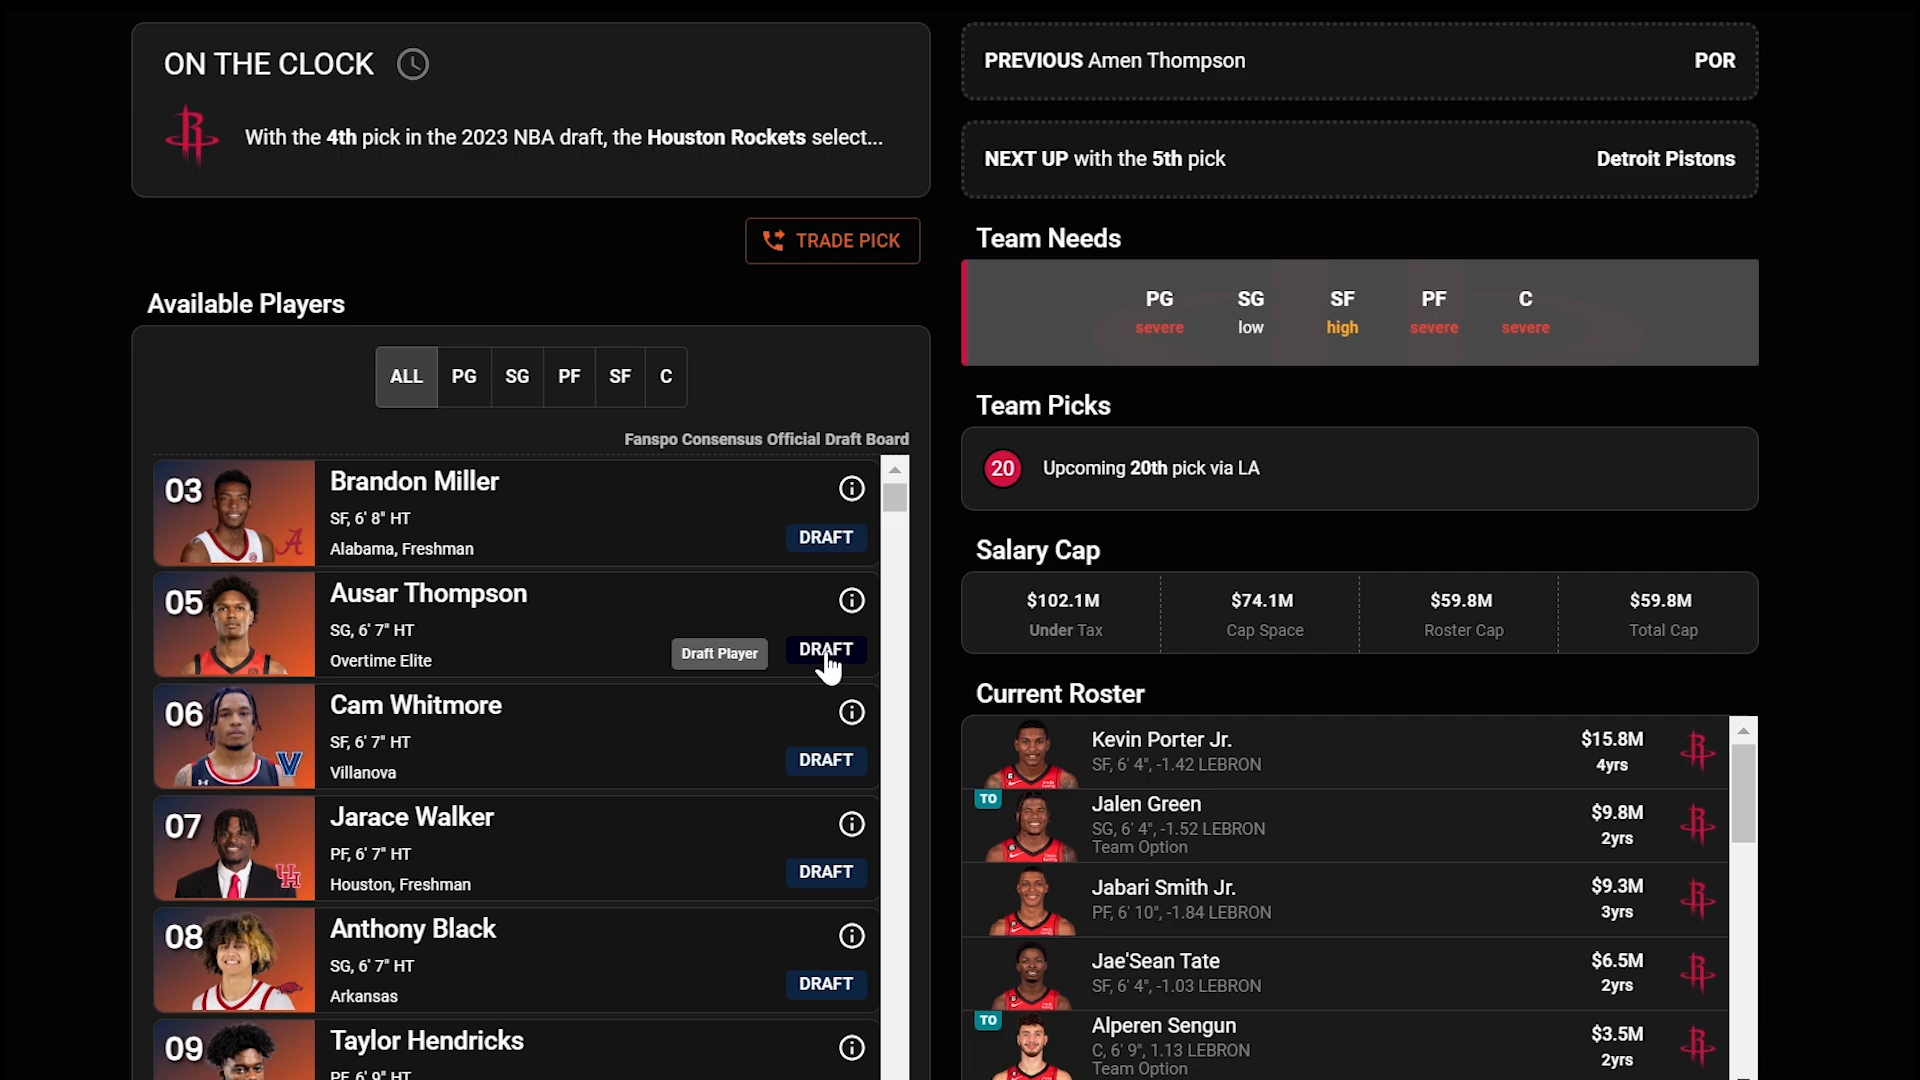 ON THE CLOCK
With the 4th pick in the 2023 NBA draft, the Houston Rockets select...
TRADE PICK
Available Players
ALL PG SG PF SF C
Fanspo Consensus Official Draft Board
03
Brandon Miller
SF, 6' 8" HT
Alabama, Freshman
DRAFT
05
Ausar Thompson
SG, 6' 7" HT
Overtime Elite
Draft Player
DRAFT
06
Cam Whitmore
SF, 6' 7" HT
Villanova
DRAFT
07
Jarace Walker
PF, 6' 7" HT
Houston, Freshman
DRAFT
08
Anthony Black
SG, 6' 7" HT
Arkansas
DRAFT
09
Taylor Hendricks
PF, 6' 9" HT
PREVIOUS Amen Thompson POR
NEXT UP with the 5th pick Detroit Pistons
Team Needs
PG SG SF PF C
severe low high severe severe
Team Picks
20 Upcoming 20th pick via LA
Salary Cap
$102.1M $74.1M $59.8M $59.8M
Under Tax Cap Space Roster Cap Total Cap
Current Roster
Kevin Porter Jr. $15.8M
SF, 6' 4", -1.42 LEBRON 4yrs
TO
Jalen Green $9.8M
SG, 6' 4", -1.52 LEBRON 2yrs
Team Option
Jabari Smith Jr. $9.3M
PF, 6' 10", -1.84 LEBRON 3yrs
Jae'Sean Tate $6.5M
SF, 6' 4", -1.03 LEBRON 2yrs
TO
Alperen Sengun $3.5M
C, 6' 9", 1.13 LEBRON 2yrs
Team Option